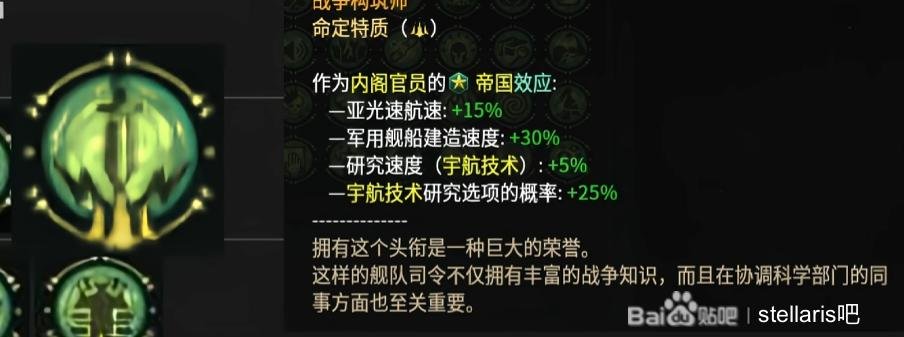 战争构筑师
命定特质（）
作为内阁官员的 帝国效应:
—亚光速航速: +15%
—军用舰船建造速度: +30%
—研究速度（宇航技术）: +5%
—宇航技术研究选项的概率: +25%
--------------
拥有这个头衔是一种巨大的荣誉。
这样的舰队司令不仅拥有丰富的战争知识，而且在协调科学部门的同
事方面也至关重要。
Bai贴吧 | stellaris吧